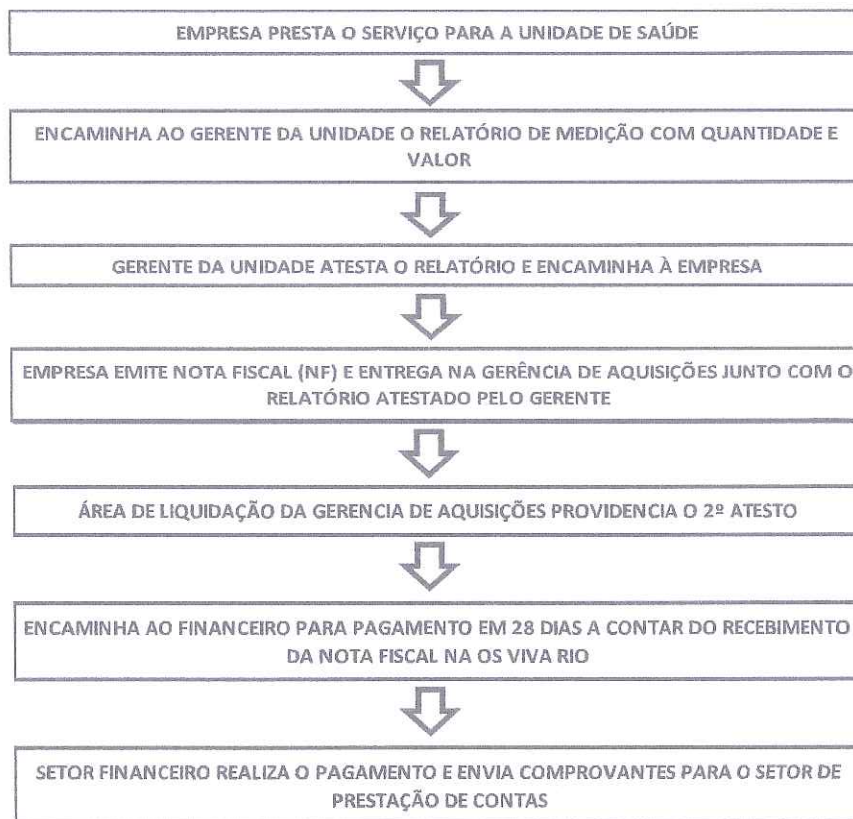 EMPRESA PRESTA O SERVIÇO PARA A UNIDADE DE SAÚDE
ENCAMINHA AO GERENTE DA UNIDADE O RELATÓRIO DE MEDIÇÃO COM QUANTIDADE E
VALOR
GERENTE DA UNIDADE ATESTA O RELATÓRIO E ENCAMINHA À EMPRESA
EMPRESA EMITE NOTA FISCAL (NF) E ENTREGA NA GERÊNCIA DE AQUISIÇÕES JUNTO COM O
RELATÓRIO ATESTADO PELO GERENTE
ÁREA DE LIQUIDAÇÃO DA GERENCIA DE AQUISIÇÕES PROVIDENCIA O 2º ATESTO
ENCAMINHA AO FINANCEIRO PARA PAGAMENTO EM 28 DIAS A CONTAR DO RECEBIMENTO
DA NOTA FISCAL NA OS VIVA RIO
SETOR FINANCEIRO REALIZA O PAGAMENTO E ENVIA COMPROVANTES PARA O SETOR DE
PRESTAÇÃO DE CONTAS